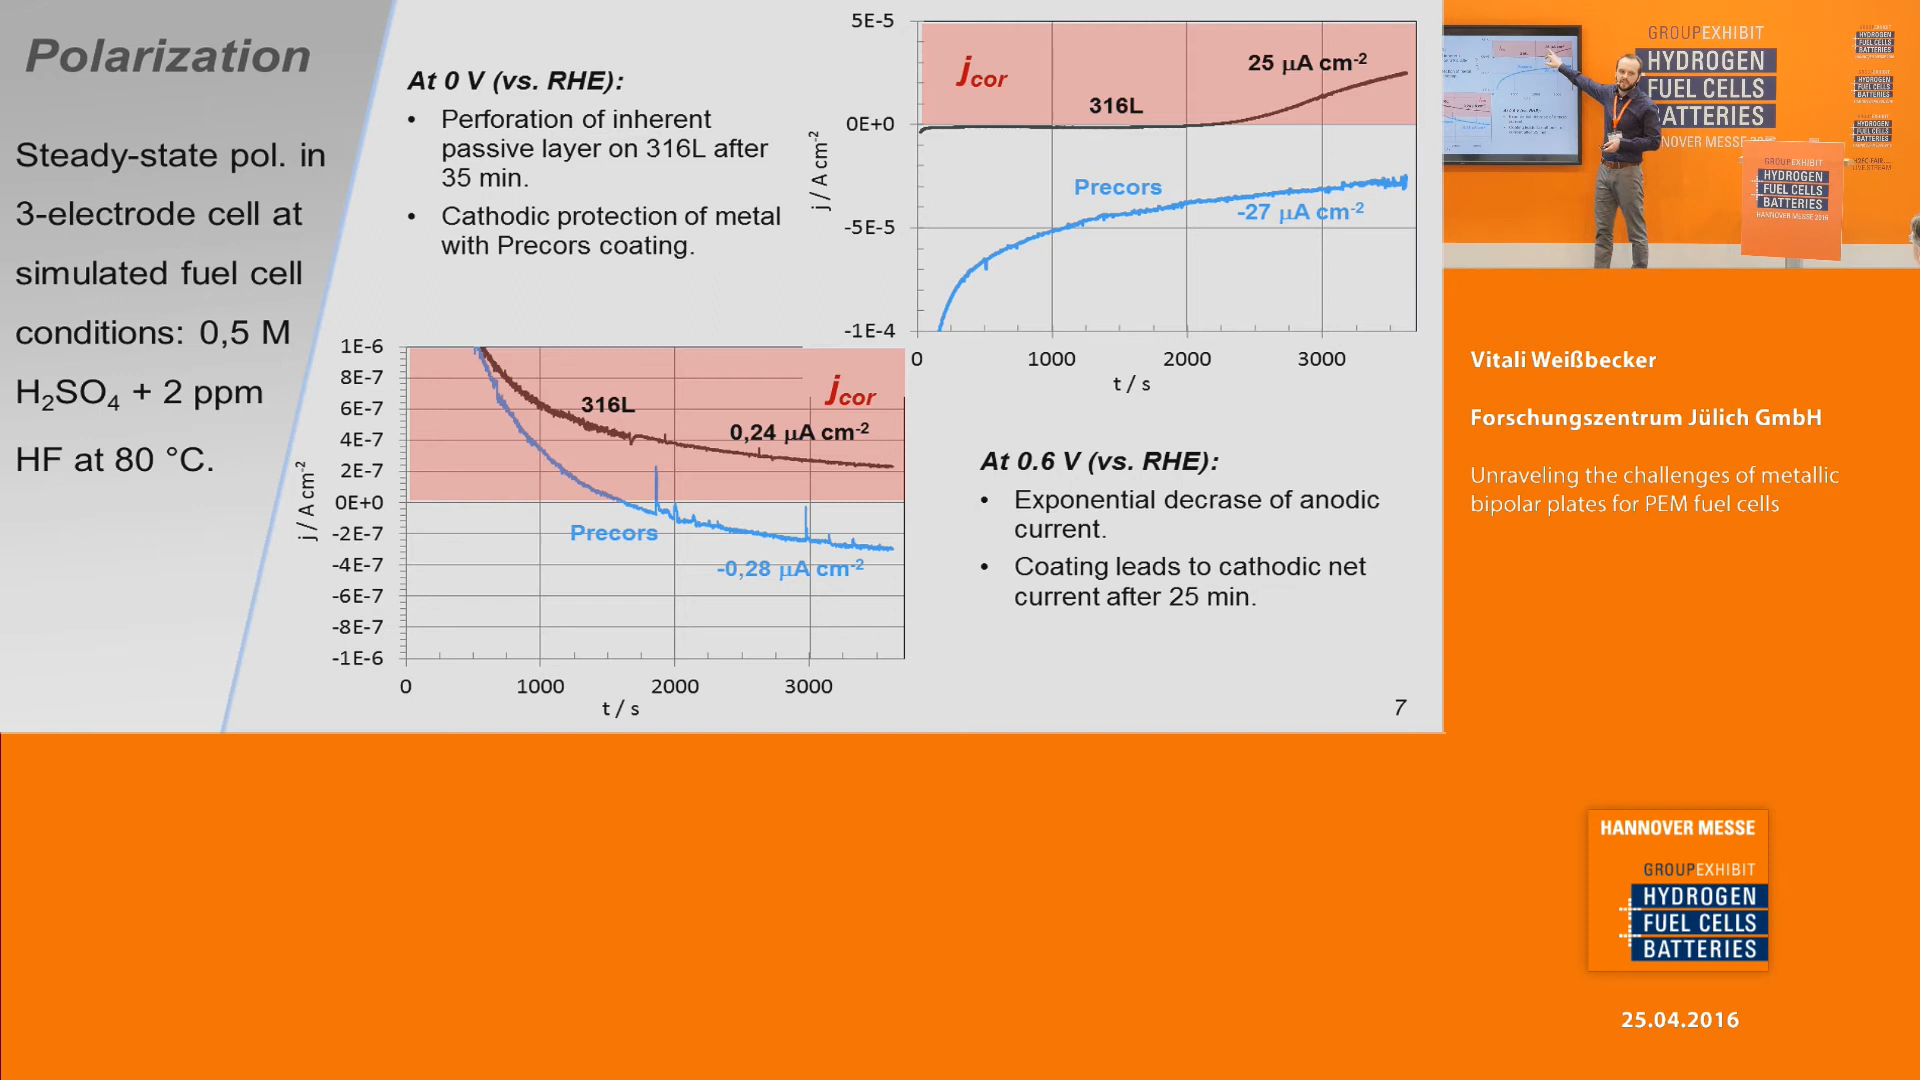 Polarization
Steady-state pol. in
3-electrode cell at
simulated fuel cell
conditions: 0,5 M
H2SO4 + 2 ppm
HF at 80 °C.
At 0 V (vs. RHE):
• Perforation of inherent
passive layer on 316L after
35 min.
• Cathodic protection of metal
with Precors coating.
5E-5
0E+0
-5E-5
-1E-4
j / A cm-2
jcor
25 µA cm-2
316L
Precors
-27 µA cm-2
0 1000 2000 3000
t / s
1E-6
8E-7
6E-7
4E-7
2E-7
0E+0
-2E-7
-4E-7
-6E-7
-8E-7
-1E-6
j / A cm-2
jcor
316L
0,24 µA cm-2
Precors
-0,28 µA cm-2
0 1000 2000 3000
t / s
At 0.6 V (vs. RHE):
• Exponential decrase of anodic
current.
• Coating leads to cathodic net
current after 25 min.
7
GROUPEXHIBIT
HYDROGEN
FUEL CELLS
BATTERIES
GROUPEXHIBIT
HYDROGEN
FUEL CELLS
BATTERIES
HANNOVER MESSE 2016
Vitali Weißbecker
Forschungszentrum Jülich GmbH
Unraveling the challenges of metallic
bipolar plates for PEM fuel cells
HANNOVER MESSE
GROUPEXHIBIT
HYDROGEN
FUEL CELLS
BATTERIES
25.04.2016